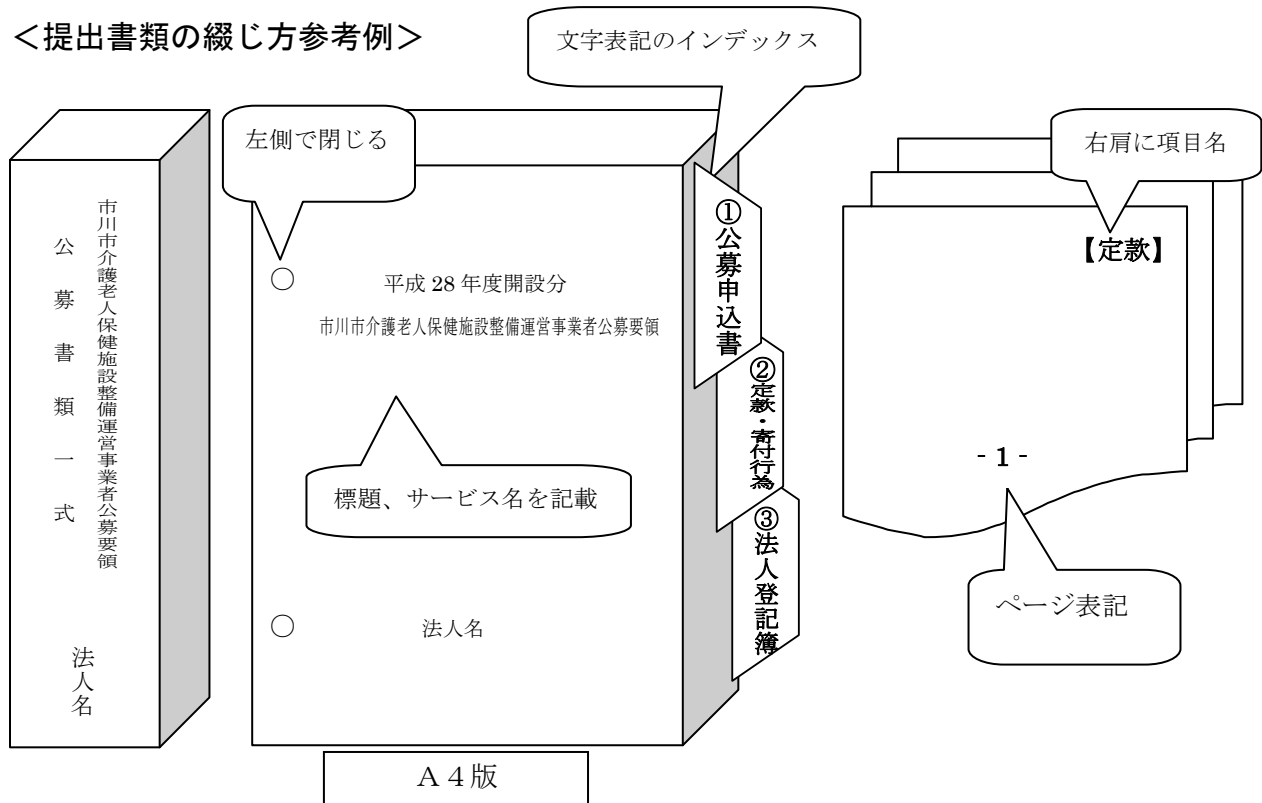 ＜提出書類の綴じ方参考例＞
文字表記のインデックス
左側で閉じる
右肩に項目名
市川市介護老人保健施設整備運営事業者公募要領
公募書類一式
法人名
平成 28 年度開設分
市川市介護老人保健施設整備運営事業者公募要領
標題、サービス名を記載
法人名
①公募申込書
②定款・寄付行為
③法人登記簿
【定款】
- 1 -
ページ表記
Ａ４版